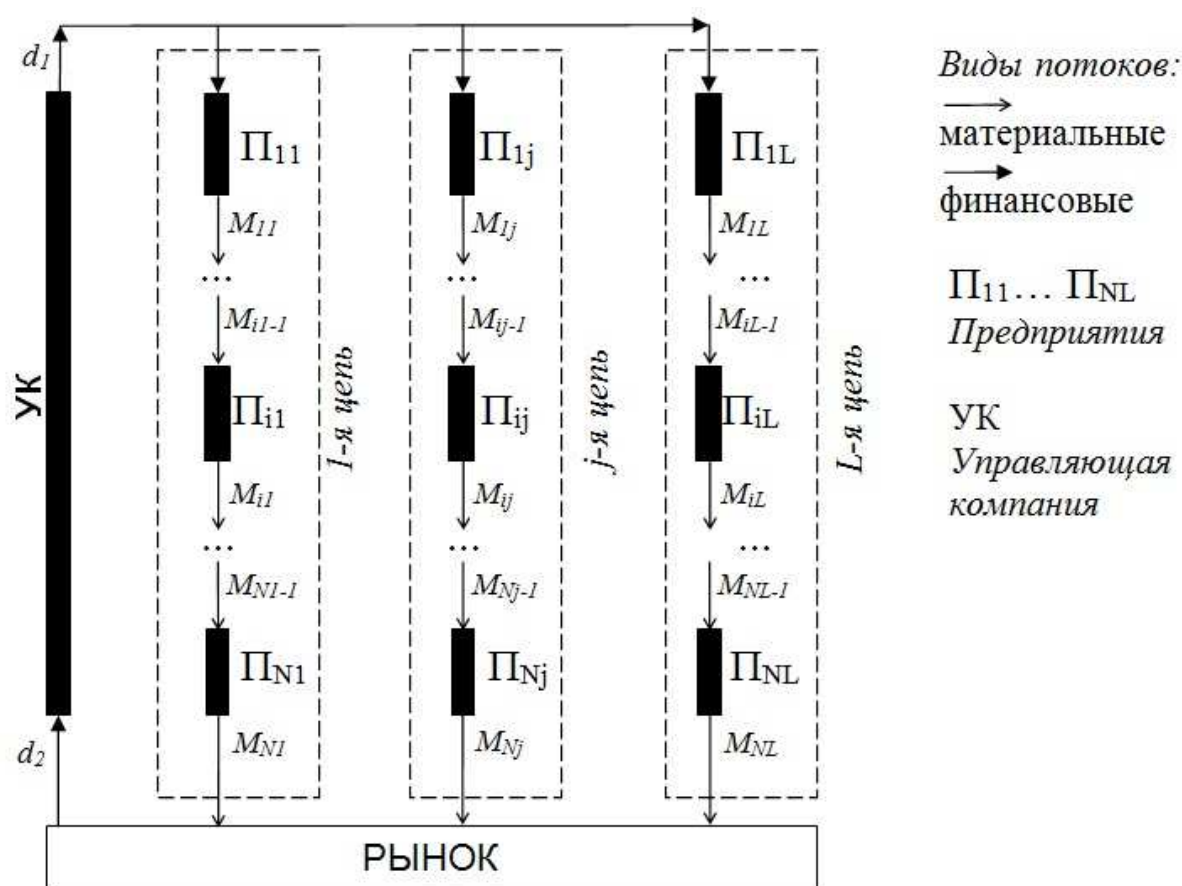 d1
Виды потоков:
материальные
финансовые
П11 П1j П1L
M11 M1j M1L
... ... ...
П11... ПNL
Предприятия
Mi1-1 Mij-1 MiL-1
УК
Пi1 Пij ПiL
1-я цепь j-я цепь L-я цепь
УК
Управляющая
компания
Mi1 Mij MiL
... ... ...
MN1-1 MNj-1 MNL-1
ПN1 ПNj ПNL
d2
MN1 MNj MNL
РЫНОК